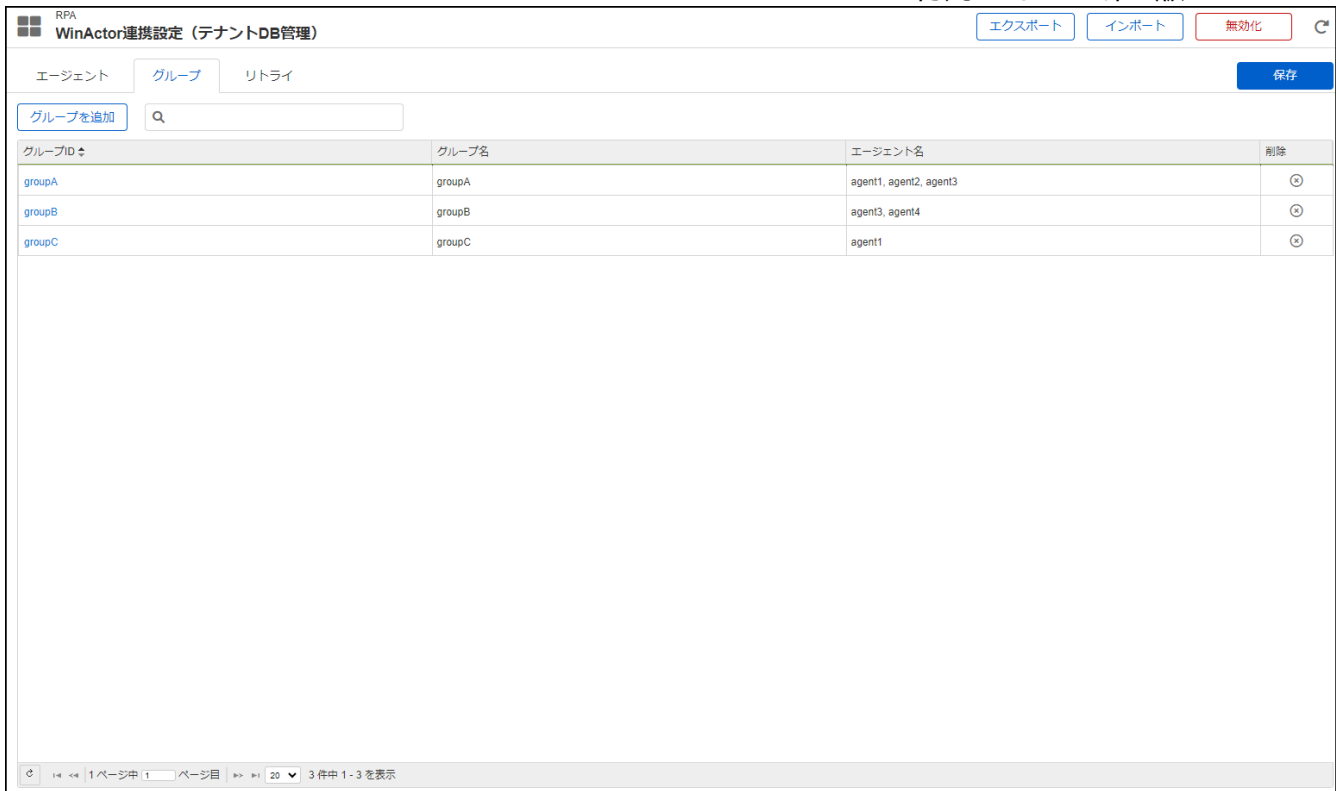 RPA
WinActor連携設定（テナントDB管理）
エクスポート インポート 無効化
エージェント グループ リトライ 保存
グループを追加
グループID グループ名 エージェント名 削除
groupA groupA agent1, agent2, agent3
groupB groupB agent3, agent4
groupC groupC agent1
1 ページ中 1 ページ目 20 3 件中 1 - 3 を表示